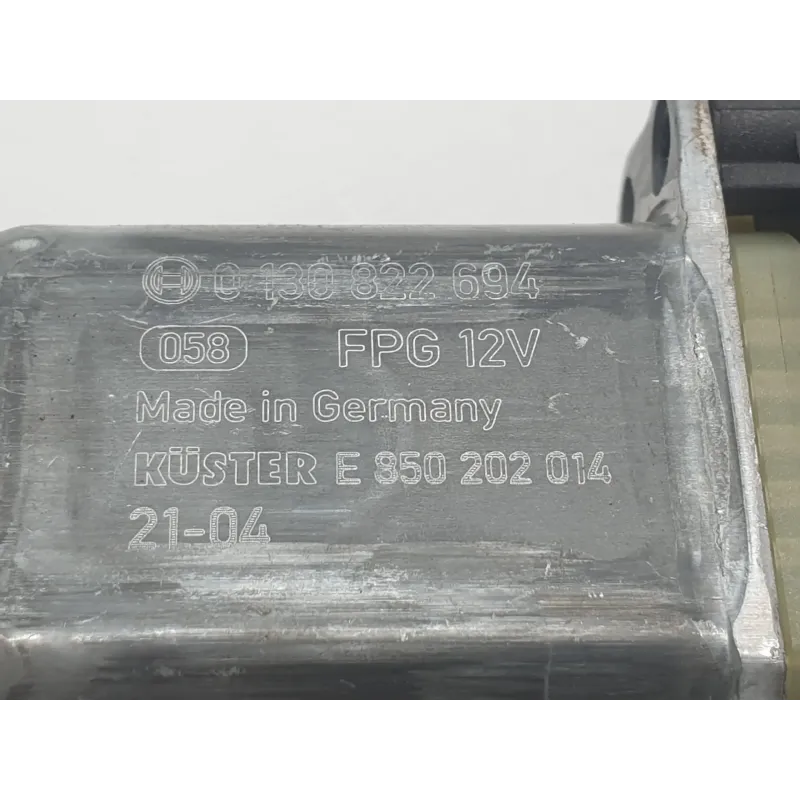 0 130 822 694
058 FPG 12V
Made in Germany
KÜSTER E 850 202 014
21-04